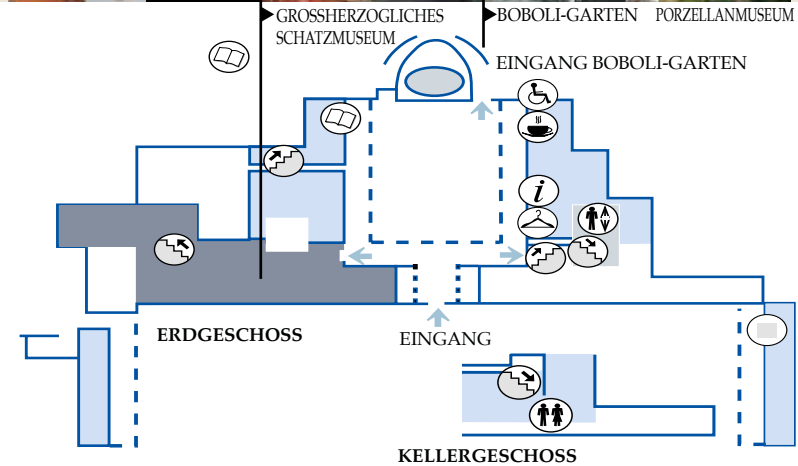 GROSSHERZOGLICHES
SCHATZMUSEUM
BOBOLI-GARTEN PORZELLANMUSEUM
EINGANG BOBOLI-GARTEN
i
ERDGESCHOSS
EINGANG
KELLERGESCHOSS